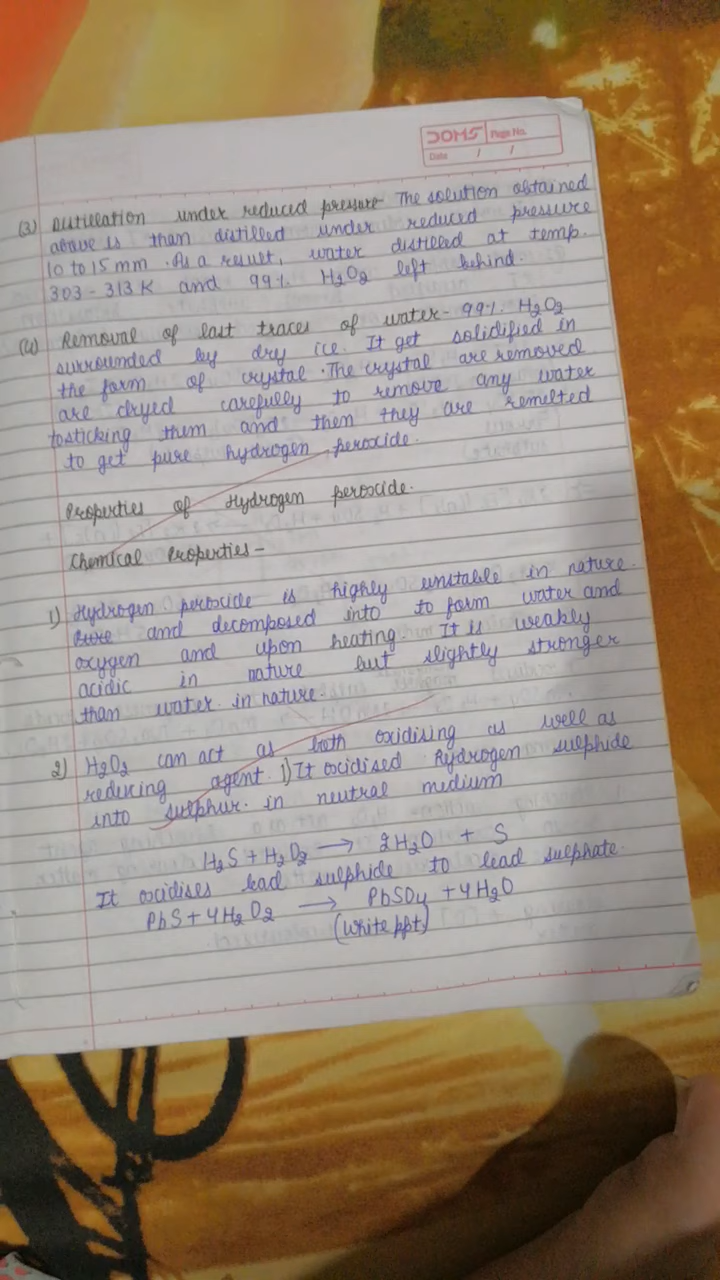 DOMS Page No.
Date / /
(3) Distillation under reduced pressure- The solution obtained
above is than distilled under reduced pressure
10 to 15 mm. As a result, water distilled at temp.
303 - 313 K and 99% H₂O₂ left behind.
(4) Removal of last traces of water- 99% H₂O₂
surrounded by dry ice. It get solidified in
the form of crystal. The crystal are removed
are dryed carefully to remove any water
sticking them and then they are remelted
to get pure hydrogen peroxide.
Properties of Hydrogen peroxide.
Chemical Properties-
1) Hydrogen peroxide is highly unstable in nature.
and decomposed into to form water and
oxygen and upon heating. It is weakly
acidic in nature but slightly stronger
than water in nature.
2) H₂O₂ can act as both oxidising as well as
redexing agent. 1) It oxidised Hydrogen sulphide
into sulphur. in neutral medium
H₂S + H₂O₂ → 2H₂O + S
It oxidises lead sulphide to lead sulphate.
PbS + 4H₂O₂ → PbSO₄ + 4H₂O
(white ppt)